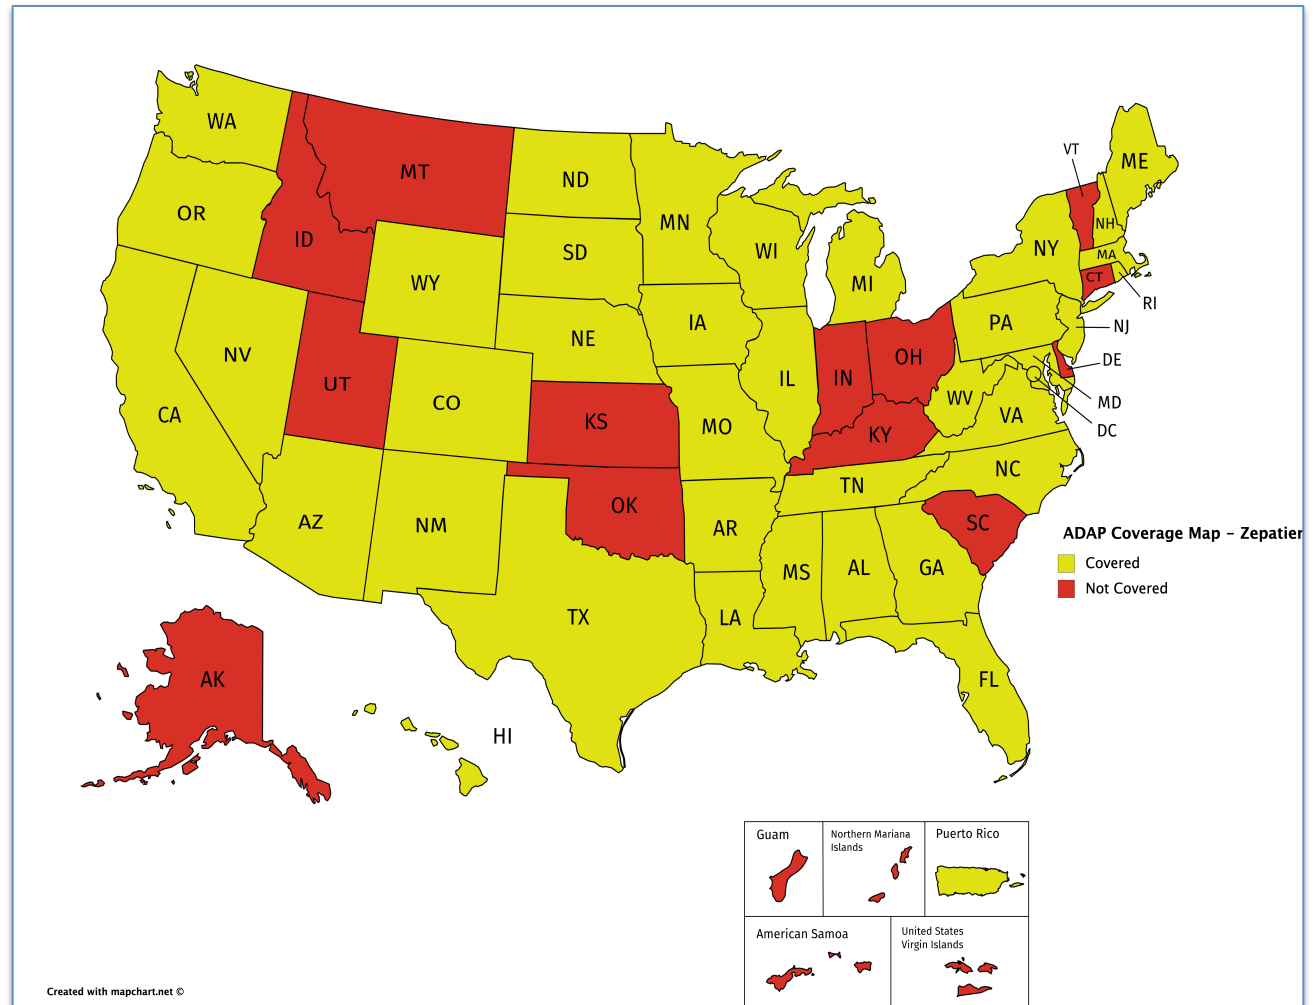 WA
MT
ND
MN
VT
ME
OR
ID
SD
WI
MI
NY
NH
MA
CT
RI
WY
NE
IA
PA
NJ
NV
UT
CO
KS
MO
IL
IN
OH
WV
VA
DE
MD
DC
CA
KY
NC
AZ
NM
OK
AR
TN
SC
ADAP Coverage Map – Zepatier
Covered
Not Covered
TX
LA
MS
AL
GA
FL
AK
HI
Guam
Northern Mariana
Islands
Puerto Rico
American Samoa
United States
Virgin Islands
Created with mapchart.net ©